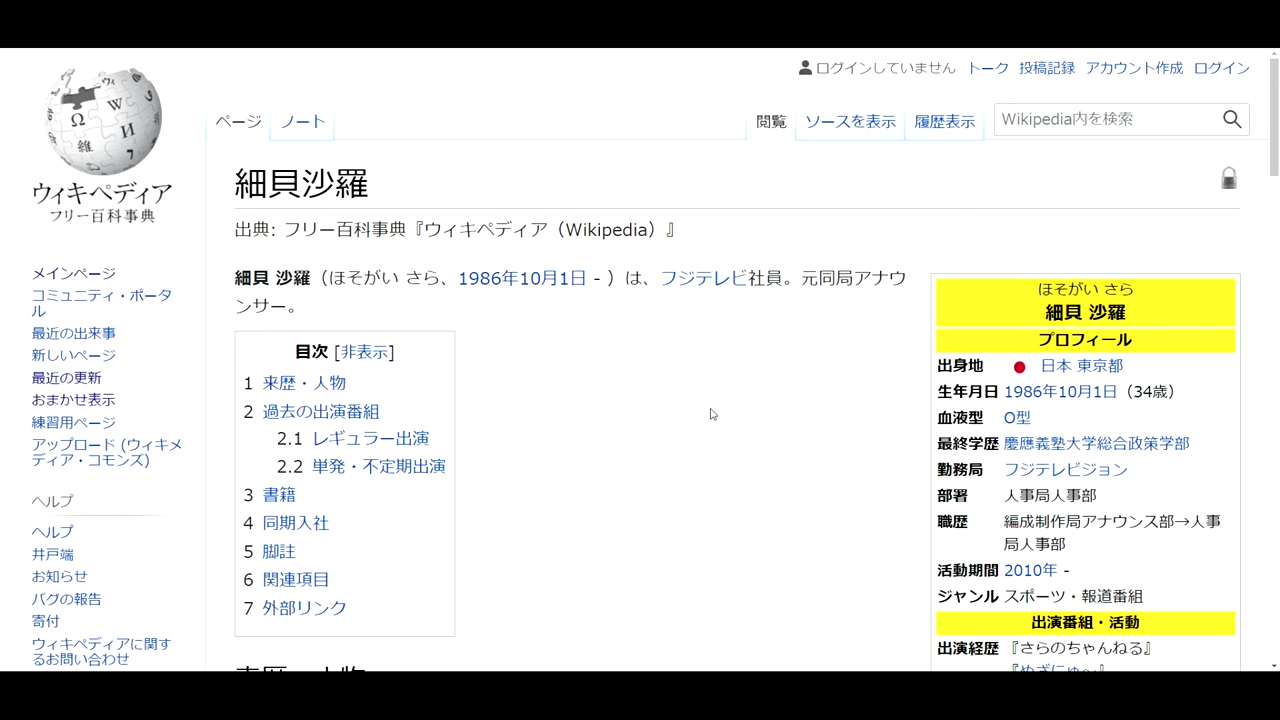 ログインしていません トーク 投稿記録 アカウント作成 ログイン
ページ ノート 閲覧 ソースを表示 履歴表示 Wikipedia内を検索
ウィキペディア
フリー百科事典
メインページ
コミュニティ・ポータ
ル
最近の出来事
新しいページ
最近の更新
おまかせ表示
練習用ページ
アップロード (ウィキメ
ディア・コモンズ)
ヘルプ
ヘルプ
井戸端
お知らせ
バグの報告
寄付
ウィキペディアに関す
るお問い合わせ
細貝沙羅
出典: フリー百科事典『ウィキペディア（Wikipedia）』
細貝 沙羅（ほそがい さら、1986年10月1日 - ）は、フジテレビ社員。元同局アナウ
ンサー。
目次 [非表示]
1 来歴・人物
2 過去の出演番組
2.1 レギュラー出演
2.2 単発・不定期出演
3 書籍
4 同期入社
5 脚註
6 関連項目
7 外部リンク
来歴・人物
ほそがい さら
細貝 沙羅
プロフィール
出身地 日本 東京都
生年月日 1986年10月1日（34歳）
血液型 O型
最終学歴 慶應義塾大学総合政策学部
勤務局 フジテレビジョン
部署 人事局人事部
職歴 編成制作局アナウンス部→人事
局人事部
活動期間 2010年 -
ジャンル スポーツ・報道番組
出演番組・活動
出演経歴 『さらのちゃんねる』
『めざにゅ〜』